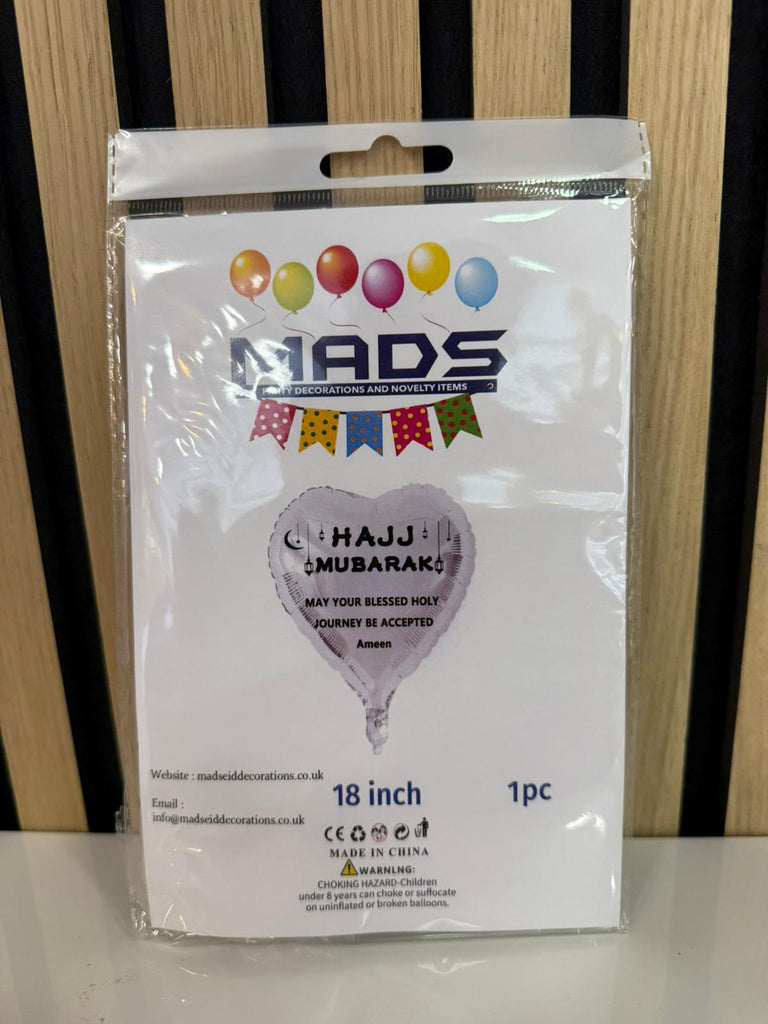 MADS
PARTY DECORATIONS AND NOVELTY ITEMS
HAJJ
MUBARAK
MAY YOUR BLESSED HOLY
JOURNEY BE ACCEPTED
Ameen
Website : madseiddecorations.co.uk
18 inch
1pc
Email :
info@madseiddecorations.co.uk
CE
MADE IN CHINA
WARNLNG:
CHOKING HAZARD-Children
under 8 years can choke or suffocate
on uninflated or broken balloons.